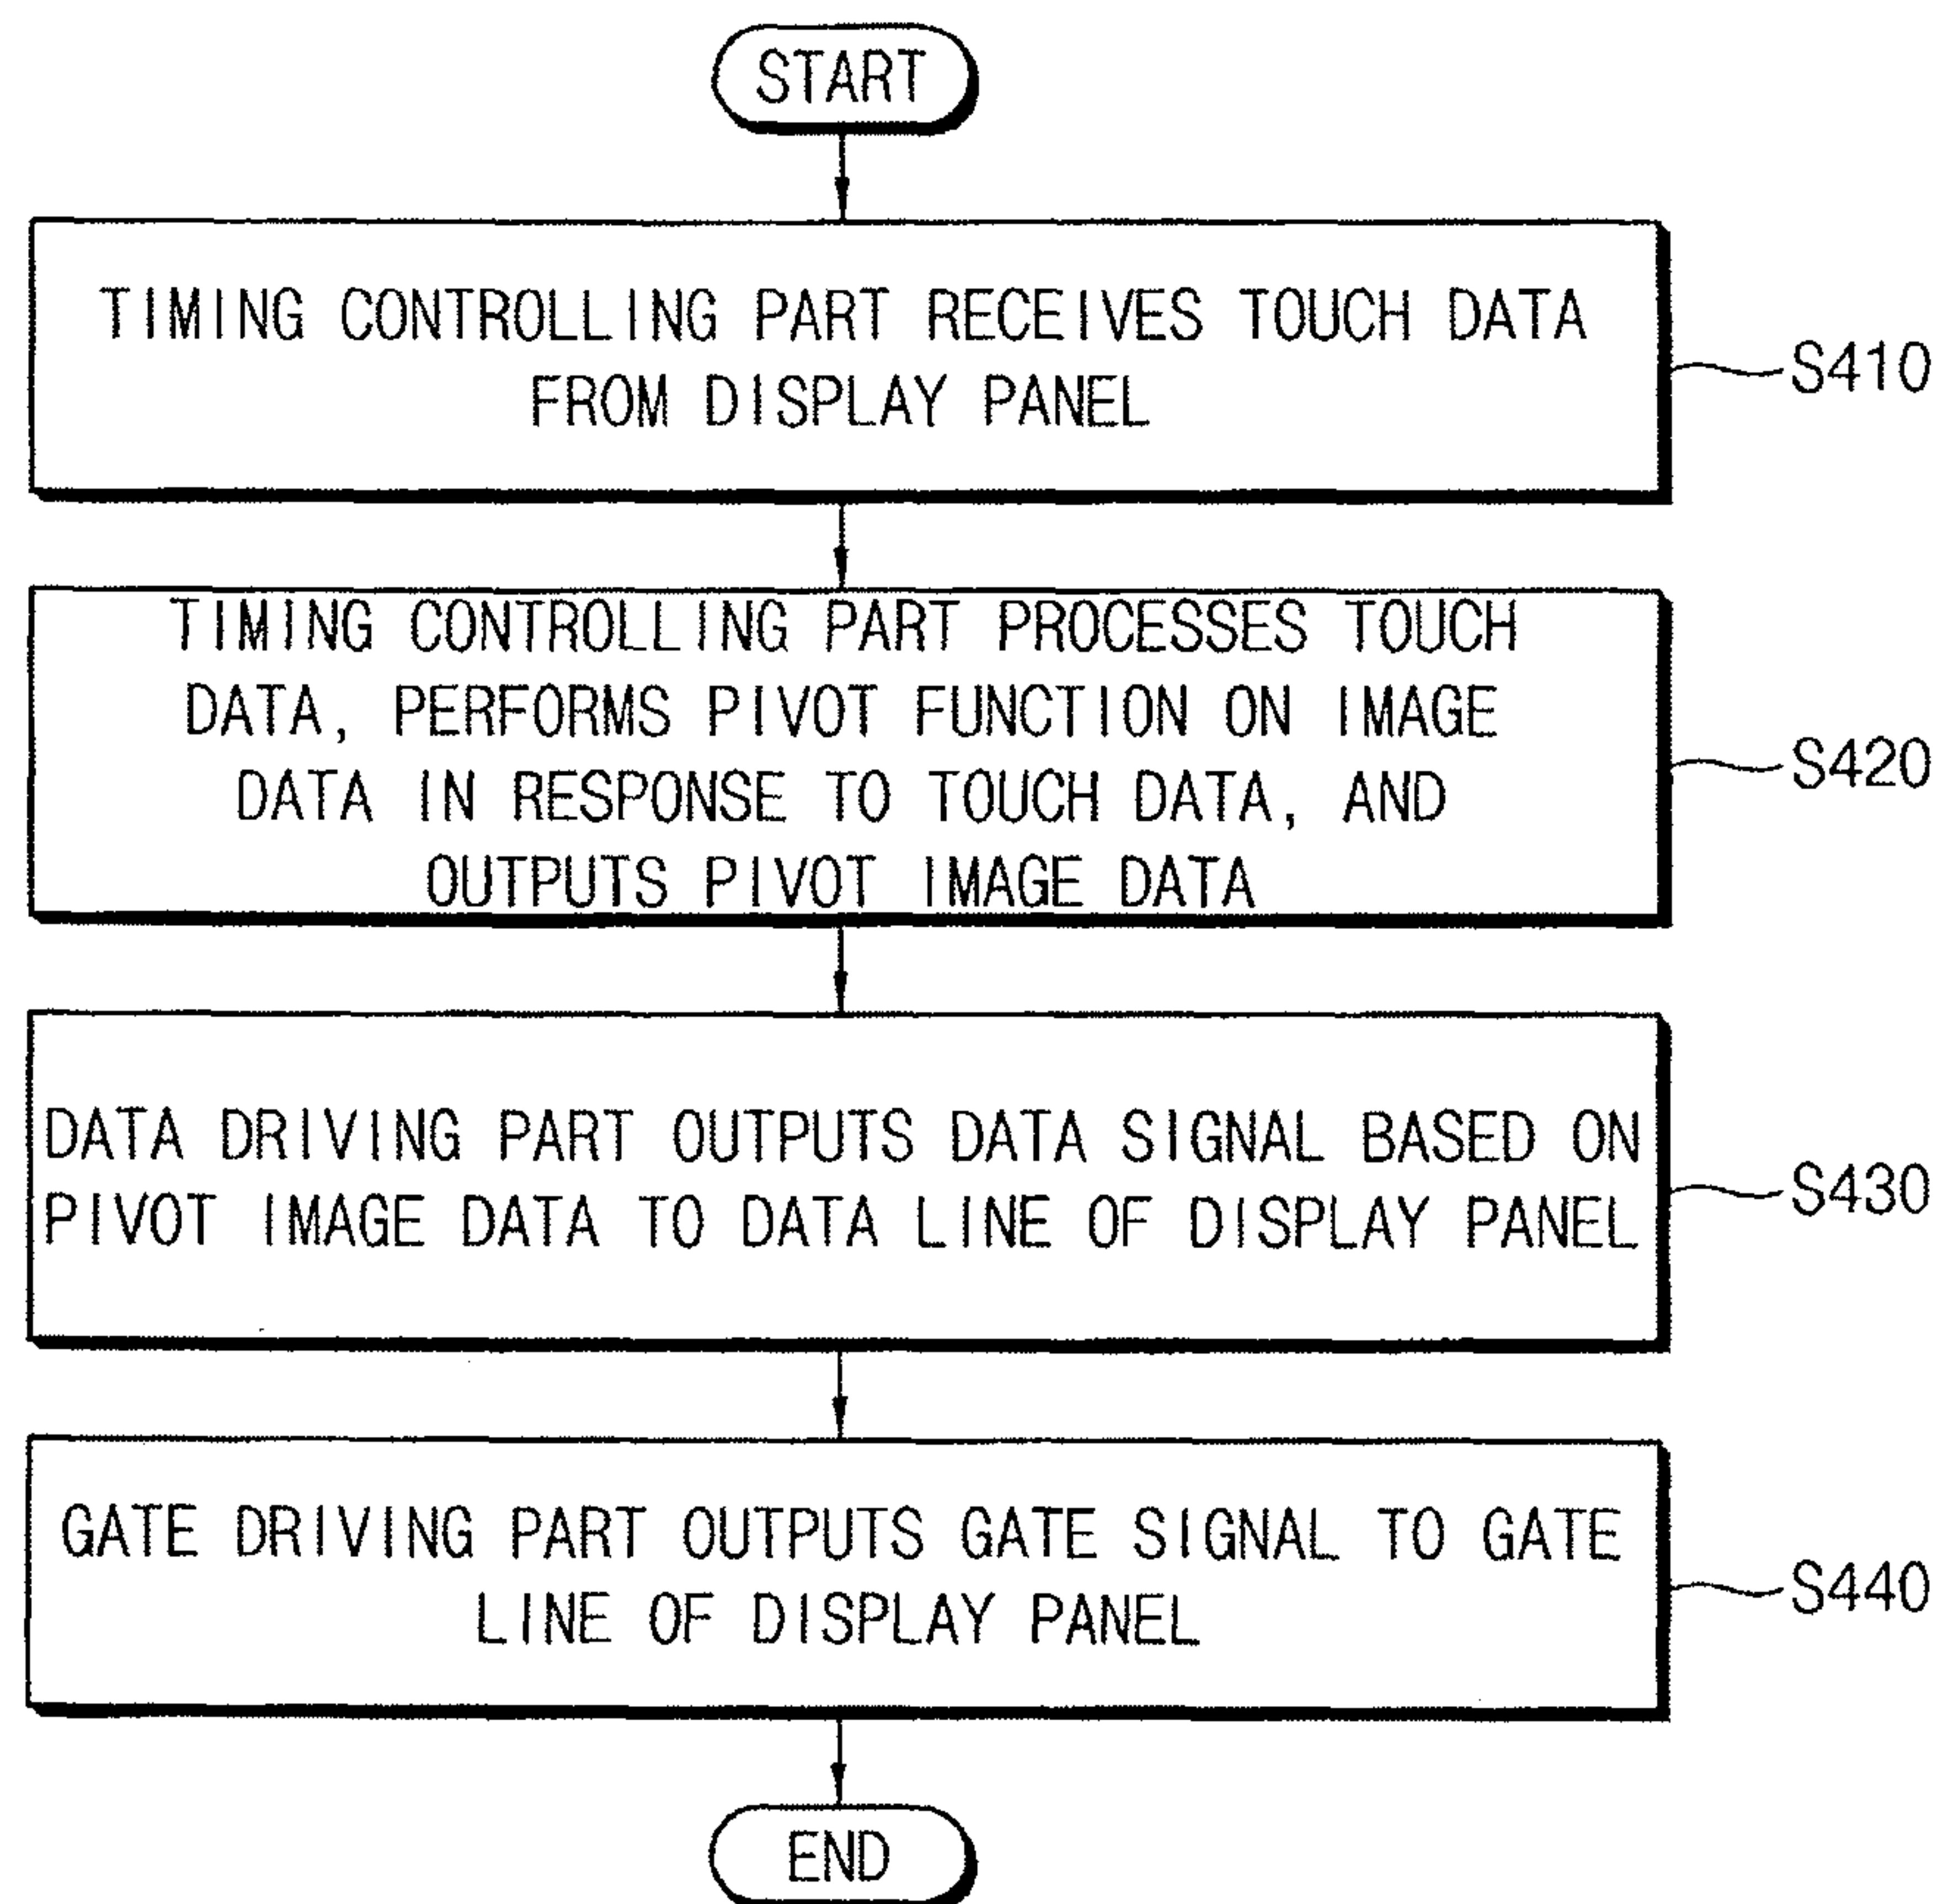 START
TIMING CONTROLLING PART RECEIVES TOUCH DATA
FROM DISPLAY PANEL
S410
TIMING CONTROLLING PART PROCESSES TOUCH
DATA, PERFORMS PIVOT FUNCTION ON IMAGE
DATA IN RESPONSE TO TOUCH DATA, AND
OUTPUTS PIVOT IMAGE DATA
S420
DATA DRIVING PART OUTPUTS DATA SIGNAL BASED ON
PIVOT IMAGE DATA TO DATA LINE OF DISPLAY PANEL
S430
GATE DRIVING PART OUTPUTS GATE SIGNAL TO GATE
LINE OF DISPLAY PANEL
S440
END